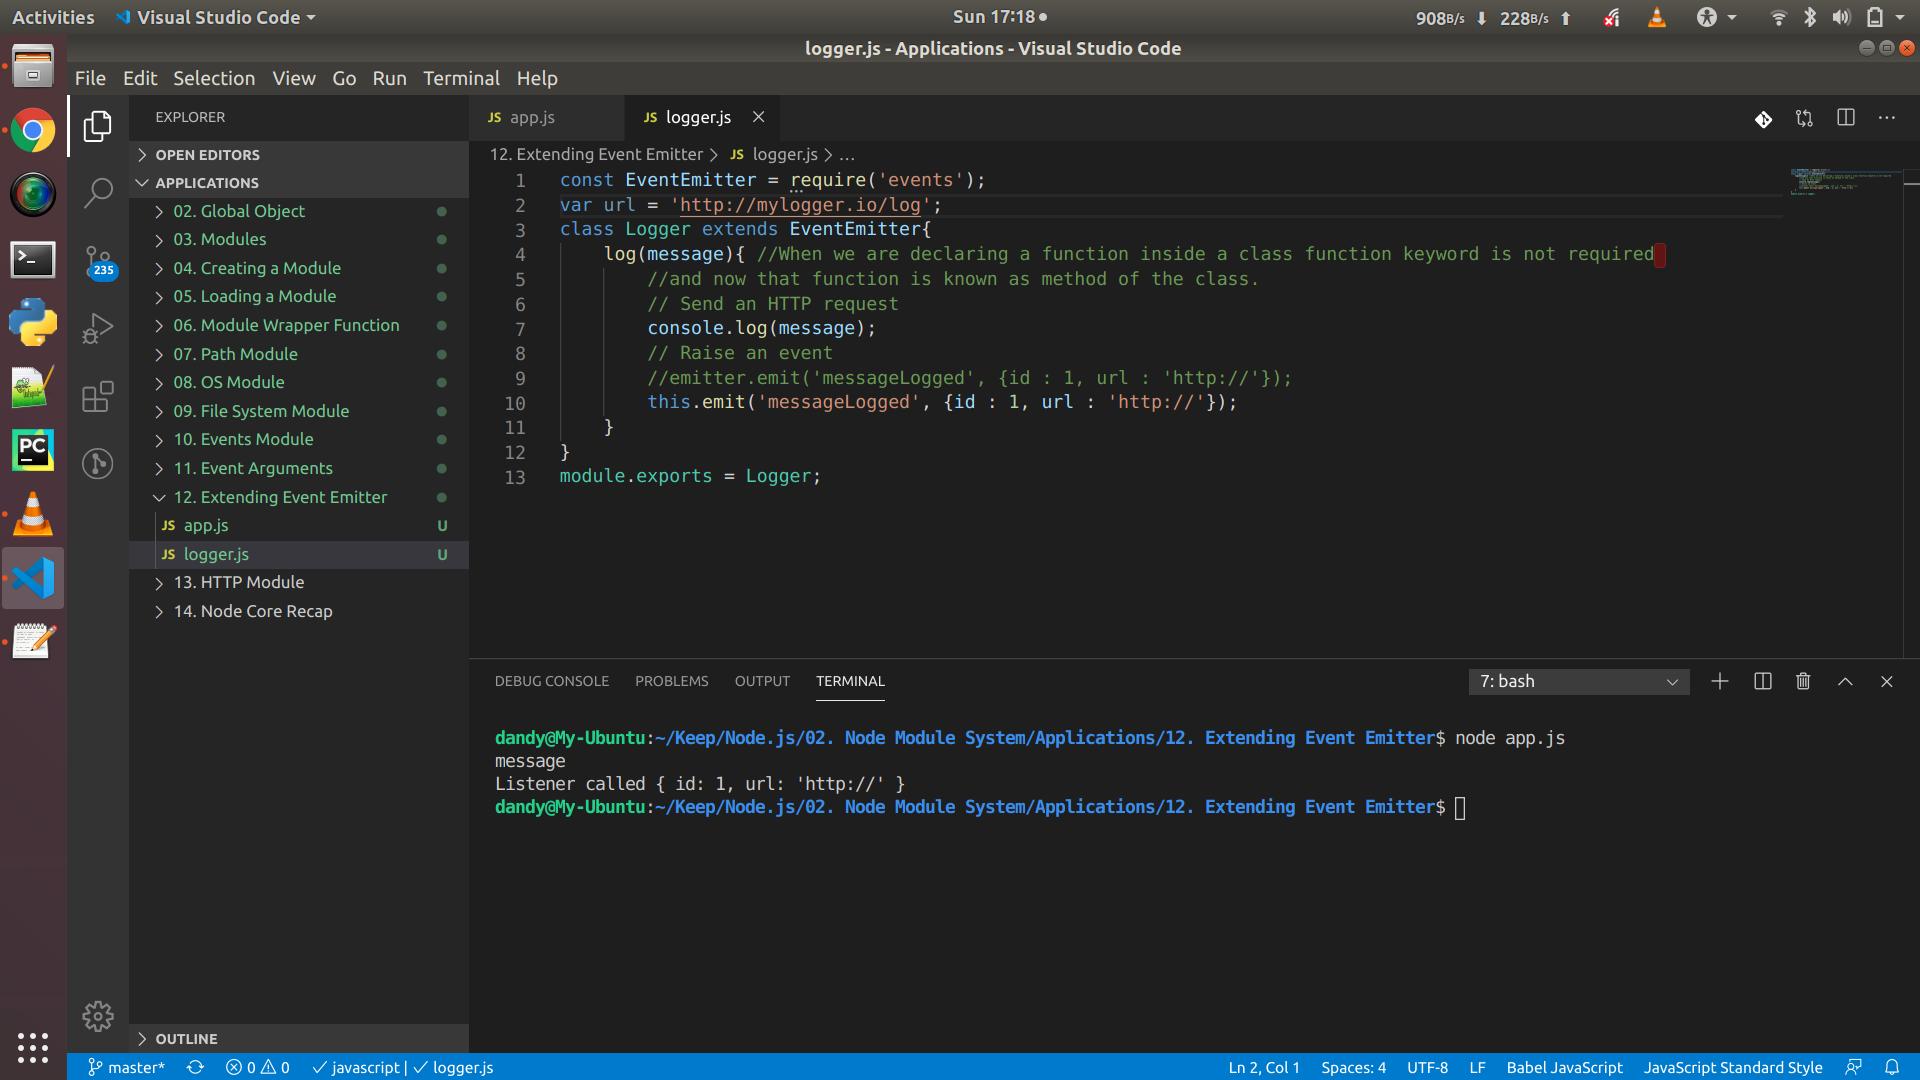 Activities Visual Studio Code Sun 17:18 908B/s 228B/s
logger.js - Applications - Visual Studio Code
File Edit Selection View Go Run Terminal Help
EXPLORER
OPEN EDITORS
APPLICATIONS
02. Global Object
03. Modules
04. Creating a Module
05. Loading a Module
06. Module Wrapper Function
07. Path Module
08. OS Module
09. File System Module
10. Events Module
11. Event Arguments
12. Extending Event Emitter
JS app.js U
JS logger.js U
13. HTTP Module
14. Node Core Recap
OUTLINE
235
PC
JS app.js JS logger.js
12. Extending Event Emitter > JS logger.js > ...
1 const EventEmitter = require('events');
2 var url = 'http://mylogger.io/log';
3 class Logger extends EventEmitter{
4 log(message){ //When we are declaring a function inside a class function keyword is not required
5 //and now that function is known as method of the class.
6 // Send an HTTP request
7 console.log(message);
8 // Raise an event
9 //emitter.emit('messageLogged', {id : 1, url : 'http://'});
10 this.emit('messageLogged', {id : 1, url : 'http://'});
11 }
12 }
13 module.exports = Logger;
DEBUG CONSOLE PROBLEMS OUTPUT TERMINAL 7: bash
dandy@My-Ubuntu:~/Keep/Node.js/02. Node Module System/Applications/12. Extending Event Emitter$ node app.js
message
Listener called { id: 1, url: 'http://' }
dandy@My-Ubuntu:~/Keep/Node.js/02. Node Module System/Applications/12. Extending Event Emitter$
master* 0 0 javascript | logger.js Ln 2, Col 1 Spaces: 4 UTF-8 LF Babel JavaScript JavaScript Standard Style